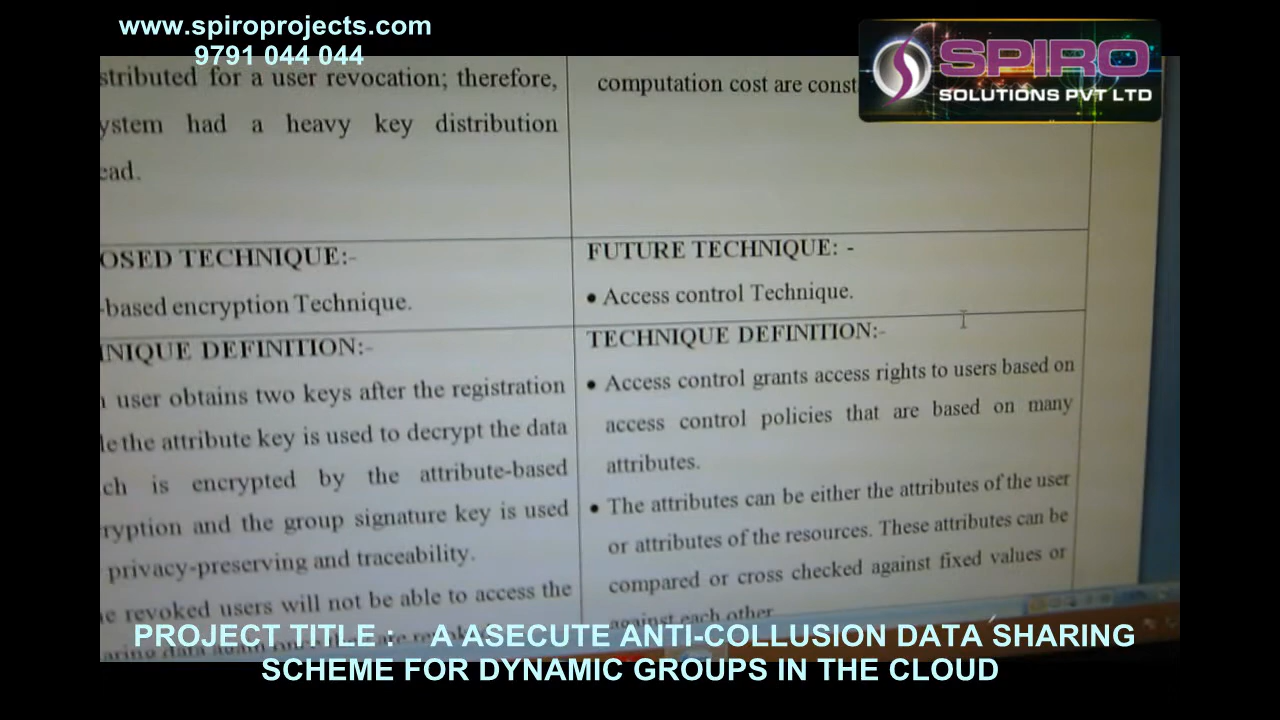 www.spiroprojects.com
9791 044 044
SPIRO
SOLUTIONS PVT LTD
stributed for a user revocation; therefore,
ystem had a heavy key distribution
ead.
computation cost are const
OSED TECHNIQUE:-
-based encryption Technique.
FUTURE TECHNIQUE: -
• Access control Technique.
NIQUE DEFINITION:-
user obtains two keys after the registration
le the attribute key is used to decrypt the data
ch is encrypted by the attribute-based
ryption and the group signature key is used
privacy-preserving and traceability.
e revoked users will not be able to access the
aring data again
TECHNIQUE DEFINITION:-
• Access control grants access rights to users based on
access control policies that are based on many
attributes.
• The attributes can be either the attributes of the user
or attributes of the resources. These attributes can be
compared or cross checked against fixed values or
against each other
PROJECT TITLE : A ASECUTE ANTI-COLLUSION DATA SHARING
SCHEME FOR DYNAMIC GROUPS IN THE CLOUD